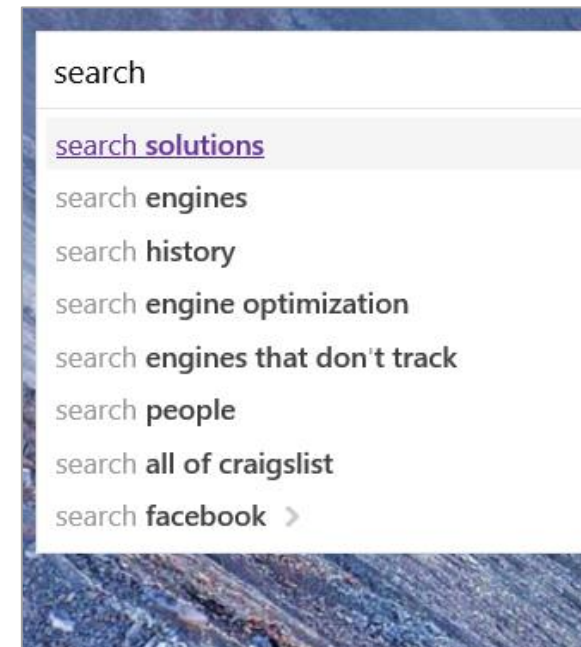 search
search solutions
search engines
search history
search engine optimization
search engines that don't track
search people
search all of craigslist
search facebook